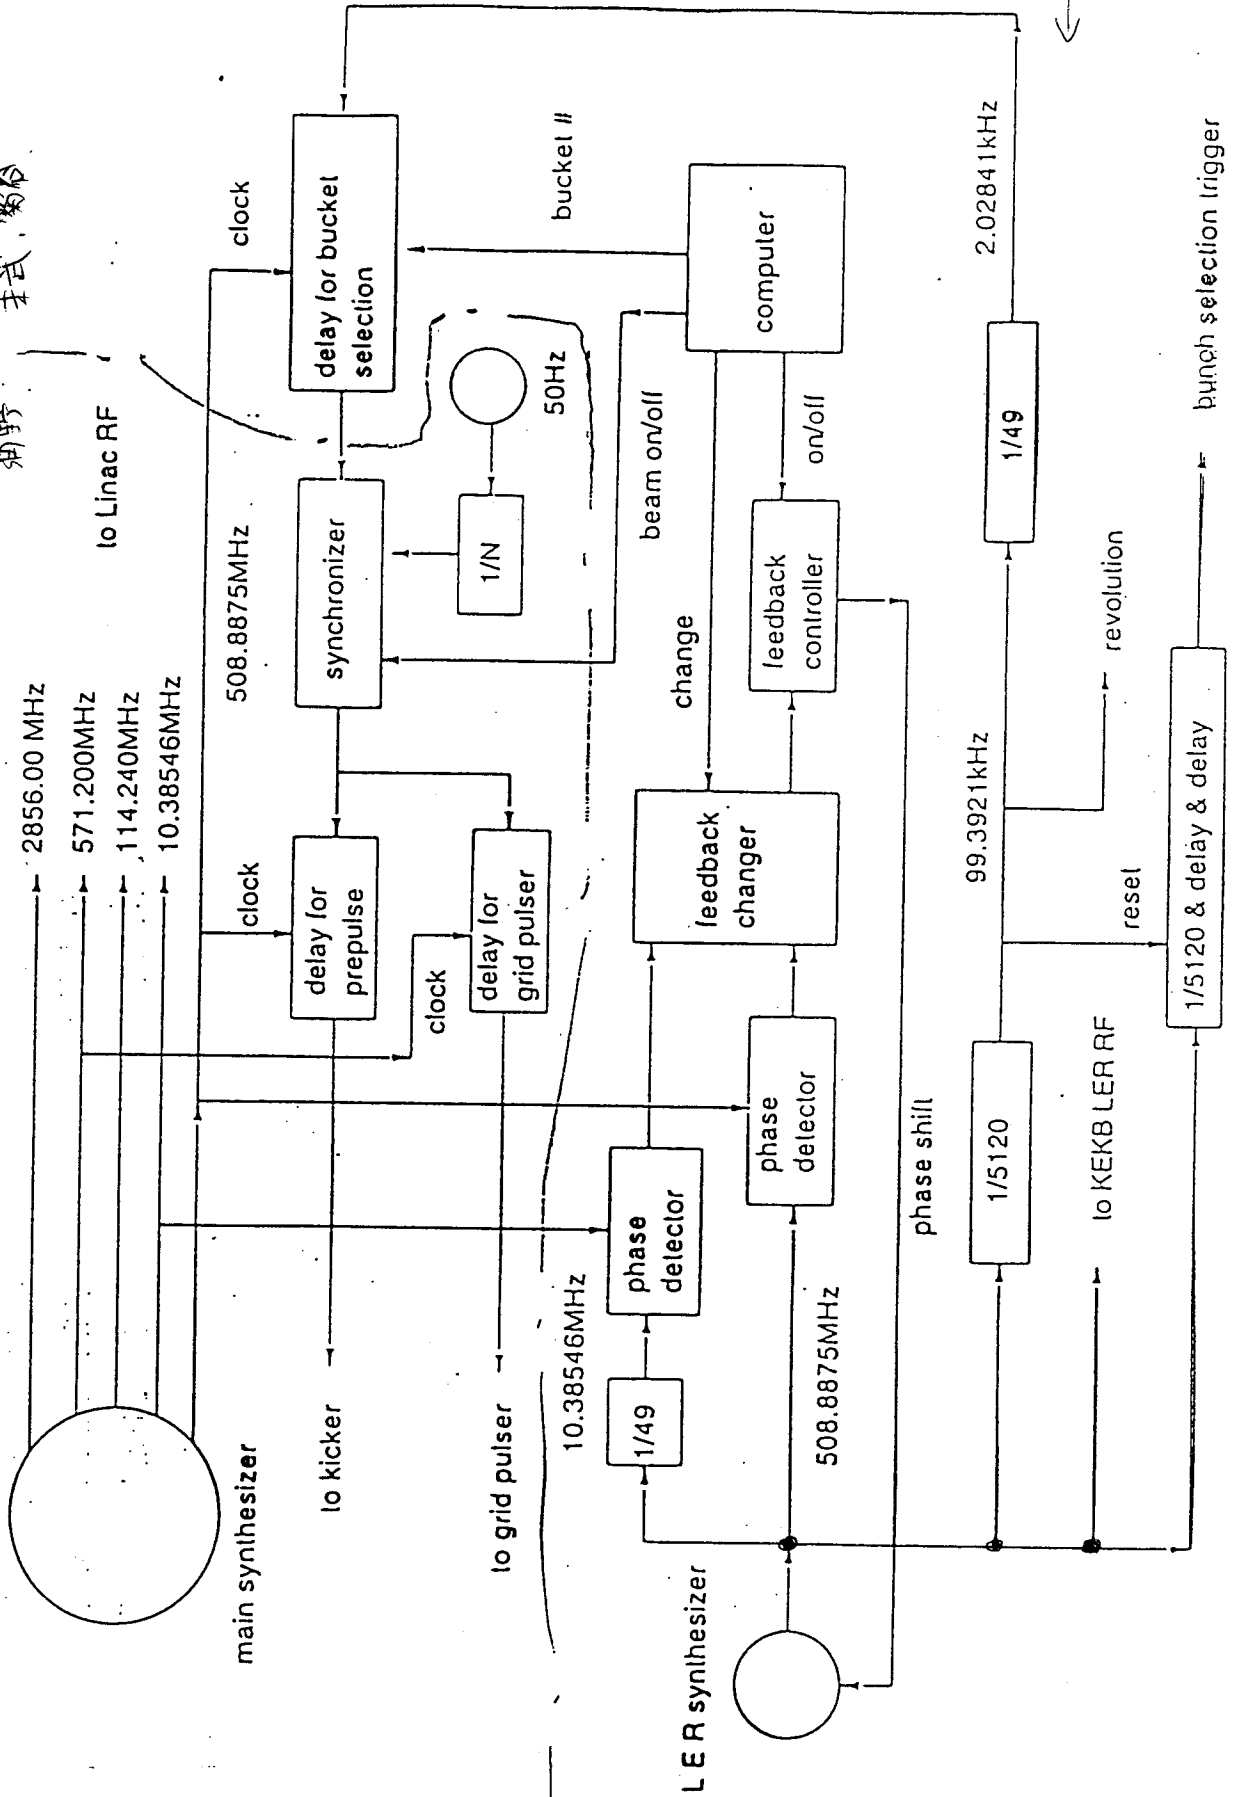 2856.00 MHz
571.200MHz
114.240MHz
10.38546MHz
to Linac RF
main synthesizer
508.8875MHz
clock
clock
delay for
prepulse
synchronizer
delay for bucket
selection
to kicker
clock
delay for
grid pulser
1/N
50Hz
bucket #
to grid pulser
beam on/off
10.38546MHz
1/49
phase
detector
feedback
changer
change
computer
508.8875MHz
phase
detector
feedback
controller
on/off
LER synthesizer
phase shift
1/5120
99.3921kHz
1/49
2.02841kHz
to KEKB LER RF
reset
revolution
1/5120 & delay & delay
bunch selection trigger